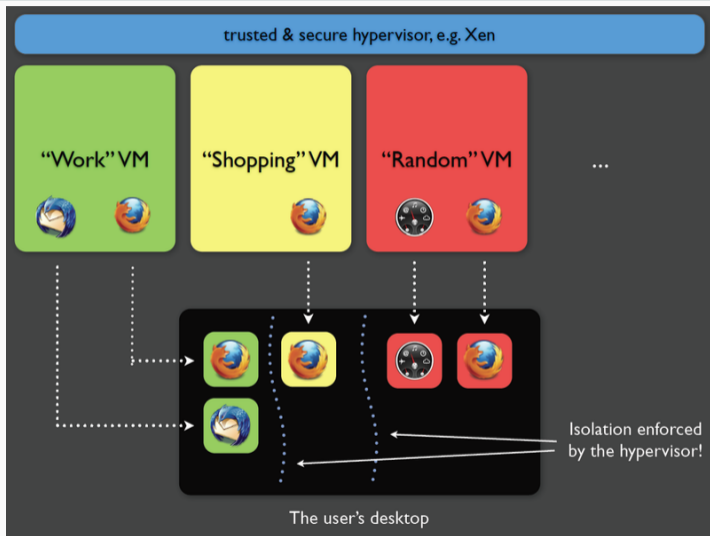 trusted & secure hypervisor, e.g. Xen
“Work” VM
“Shopping” VM
“Random” VM
...
Isolation enforced
by the hypervisor!
The user’s desktop